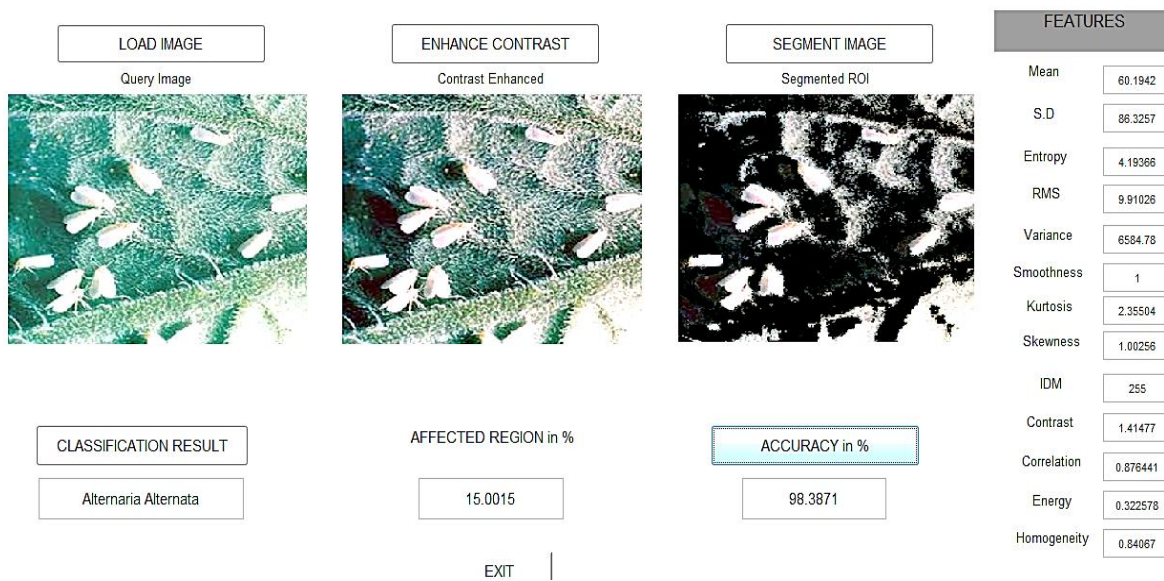 LOAD IMAGE
ENHANCE CONTRAST
SEGMENT IMAGE
Query Image
Contrast Enhanced
Segmented ROI
CLASSIFICATION RESULT
AFFECTED REGION in %
ACCURACY in %
Alternaria Alternata
15.0015
98.3871
EXIT
FEATURES
Mean 60.1942
S.D 86.3257
Entropy 4.19366
RMS 9.91026
Variance 6584.78
Smoothness 1
Kurtosis 2.35504
Skewness 1.00256
IDM 255
Contrast 1.41477
Correlation 0.876441
Energy 0.322578
Homogeneity 0.84067